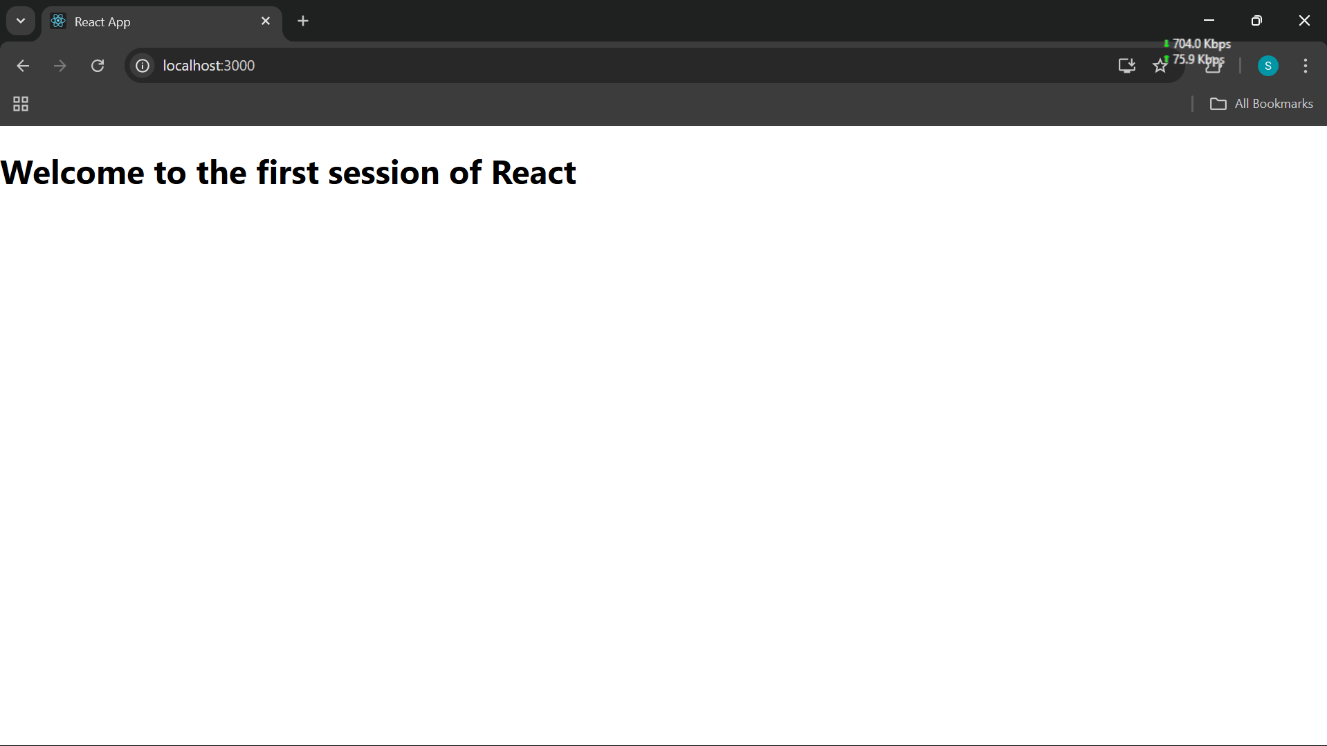 React App
704.0 Kbps
localhost:3000
75.9 Kbps
S
All Bookmarks
Welcome to the first session of React